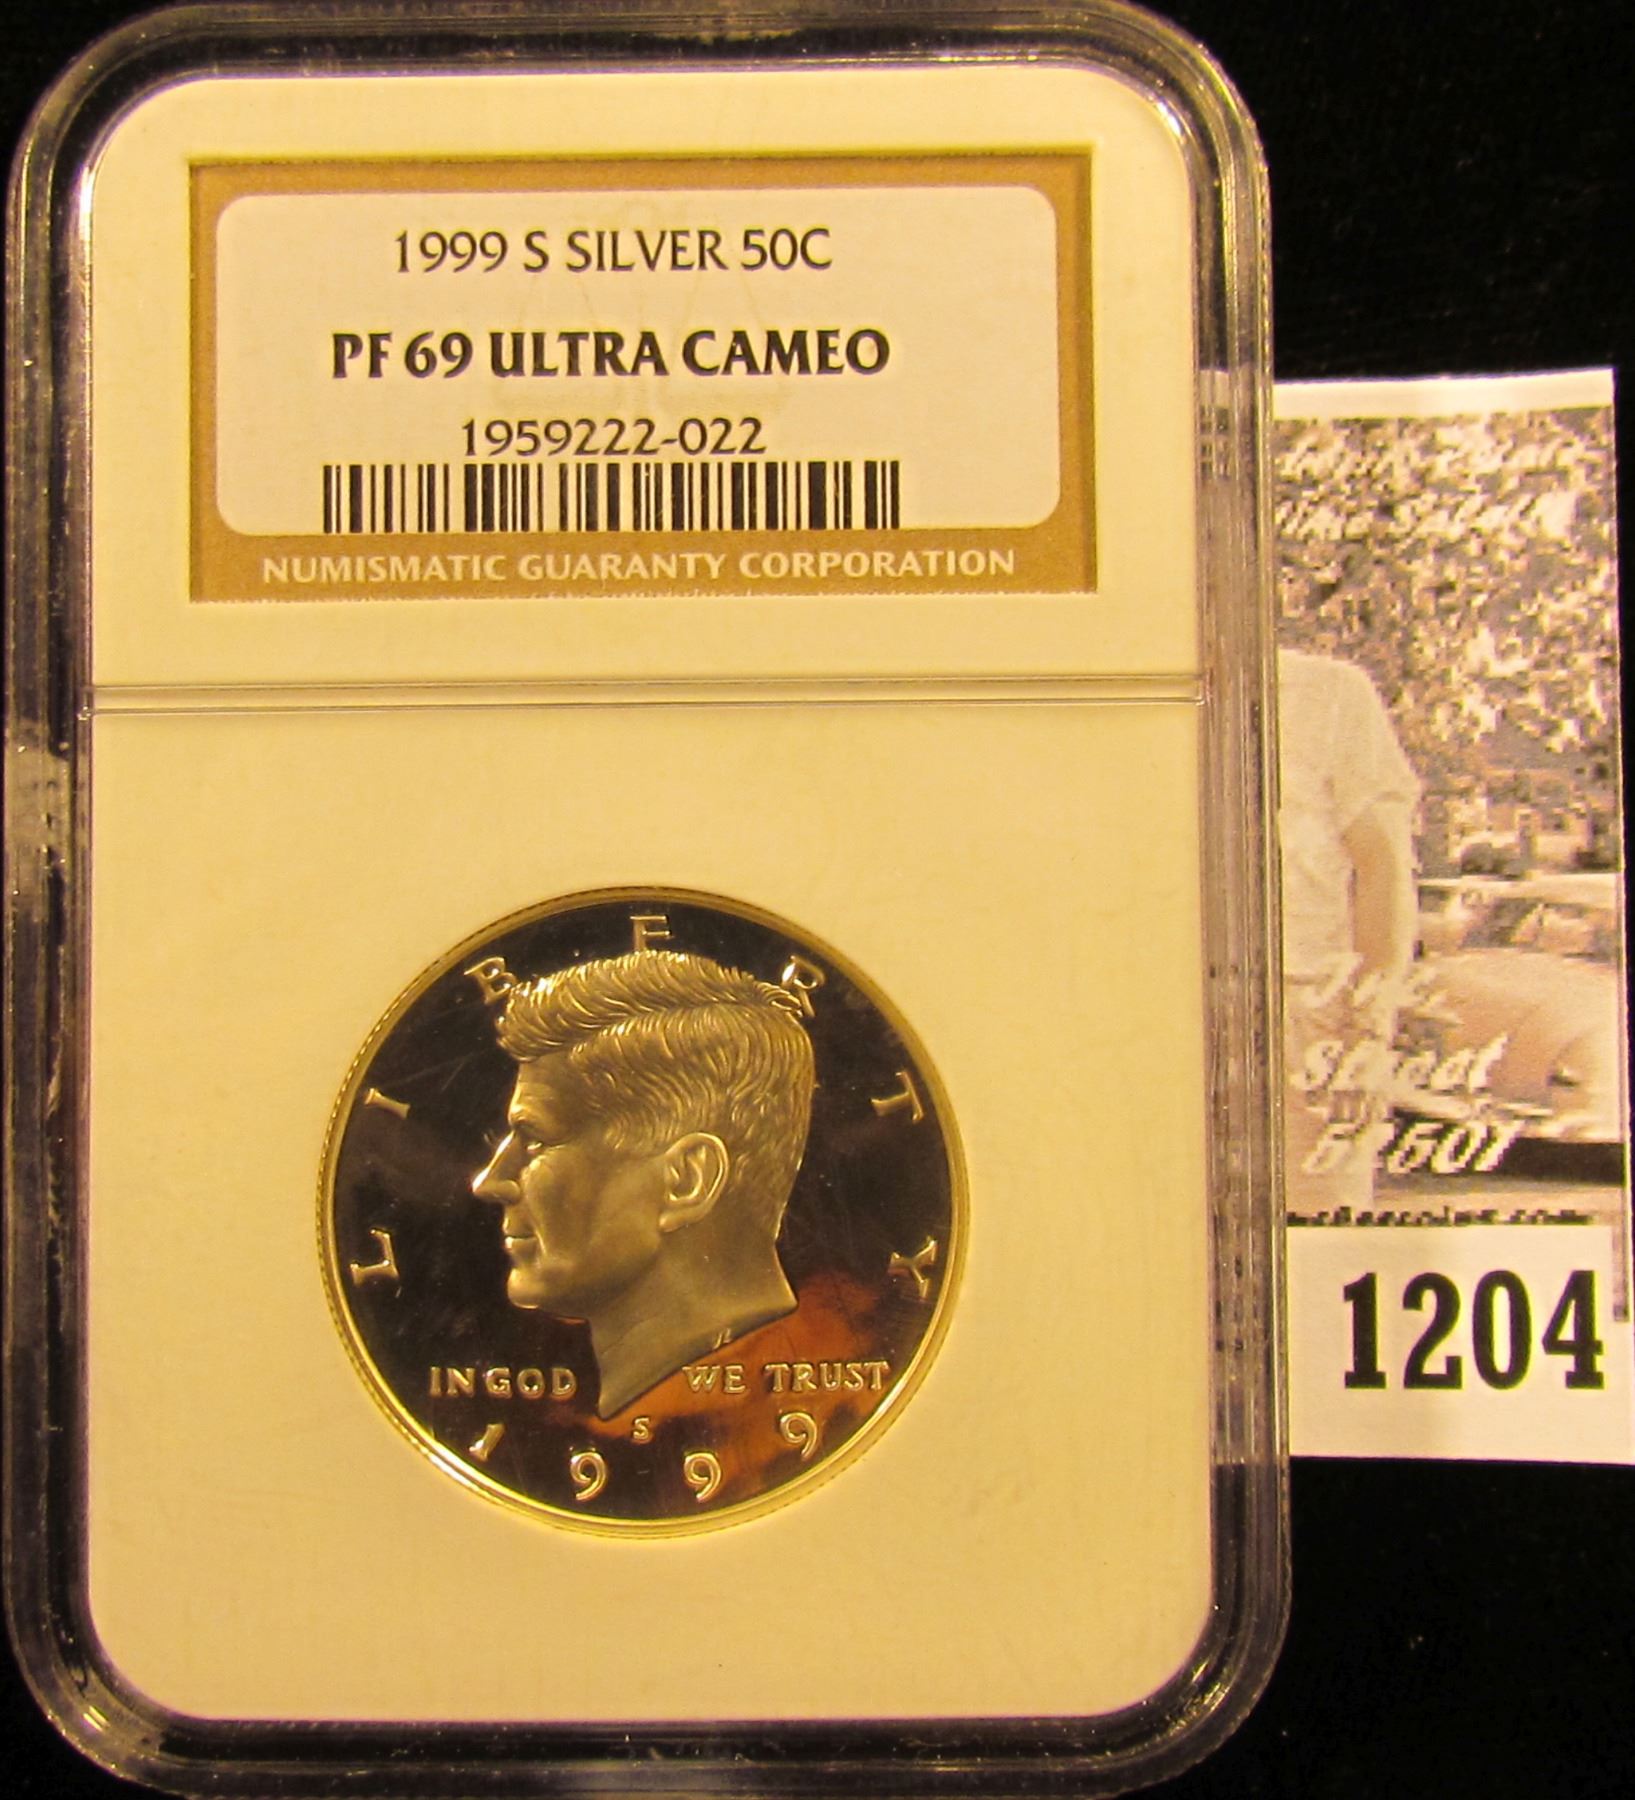 1999 S SILVER 50C
PF 69 ULTRA CAMEO
1959222-022
NUMISMATIC GUARANTY CORPORATION
LIBERTY
IN GOD WE TRUST
S
1999
52501
1204